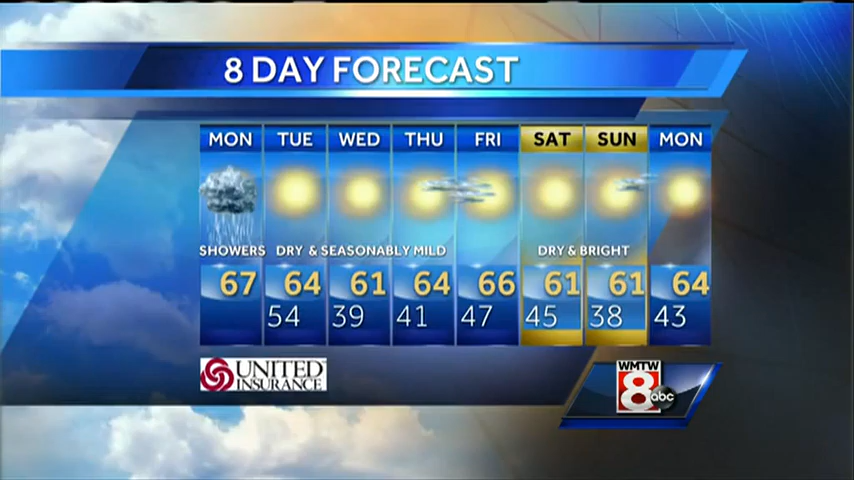 8 DAY FORECAST
MON TUE WED THU FRI SAT SUN MON
SHOWERS DRY & SEASONABLY MILD DRY & BRIGHT
67 64 61 64 66 61 61 64
54 39 41 47 45 38 43
UNITED
INSURANCE
WMTW
8
abc